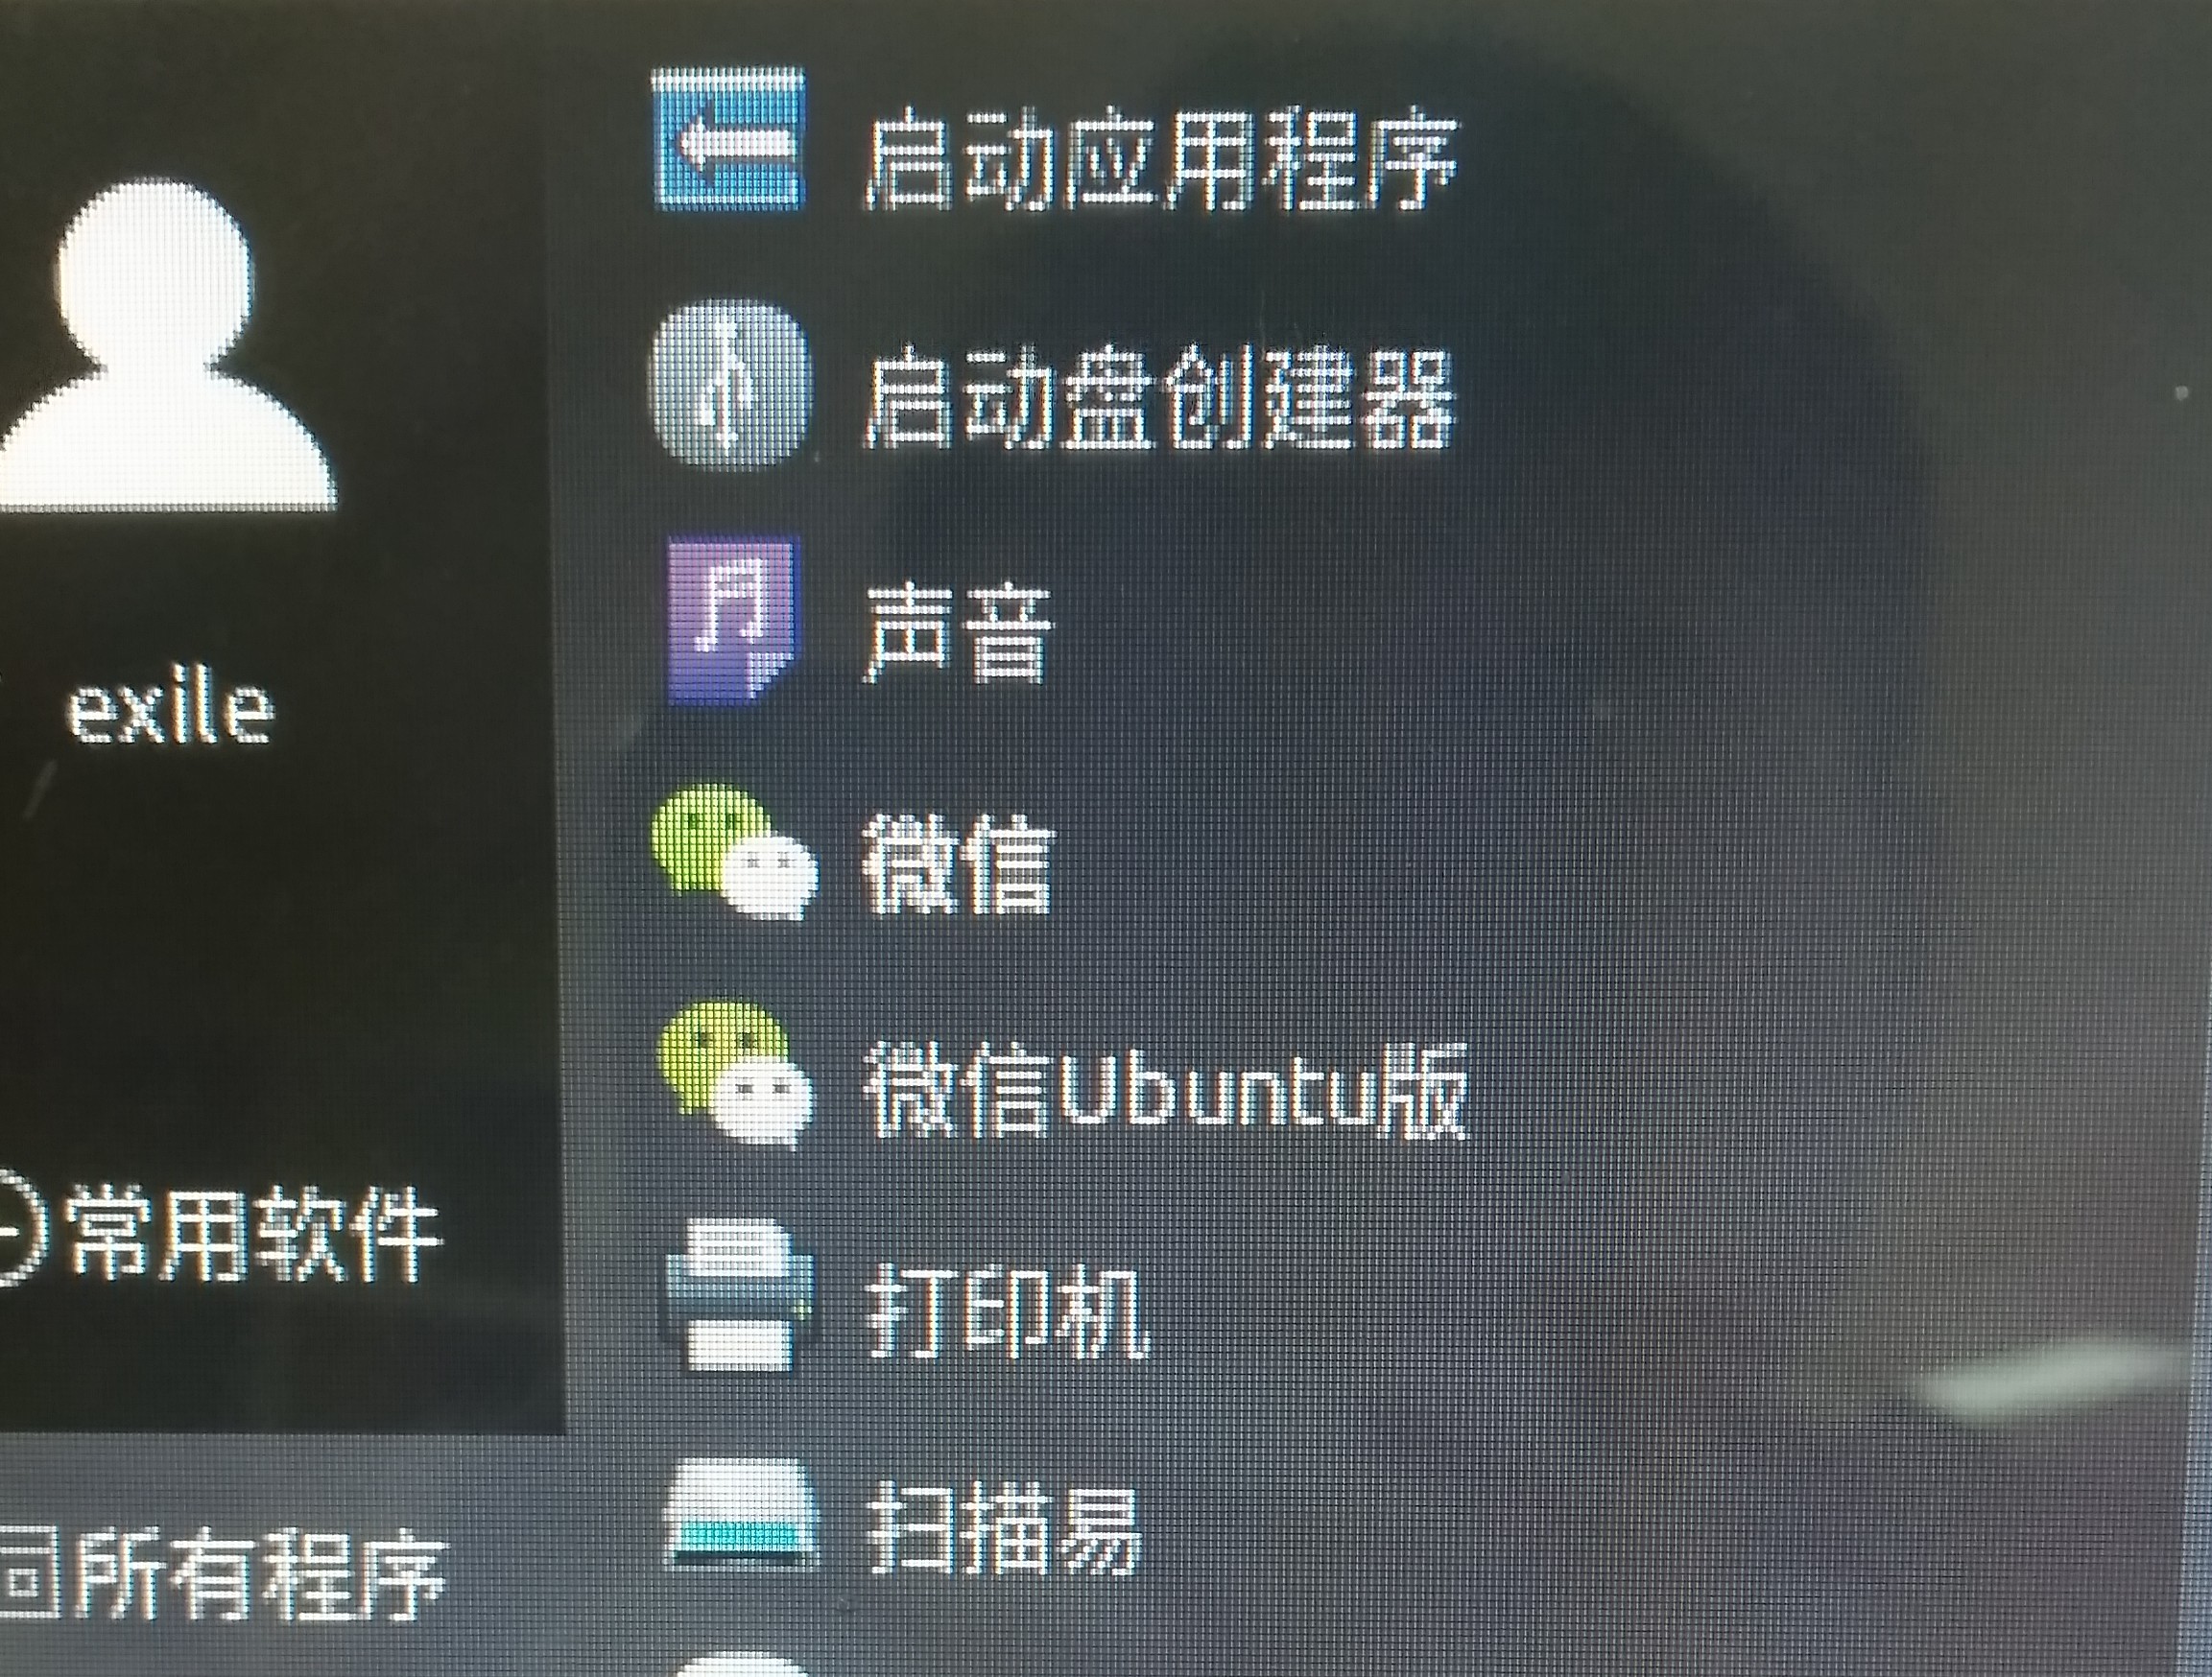 exile
常用软件
所有程序
启动应用程序
启动盘创建器
声音
微信
微信Ubuntu版
打印机
扫描易